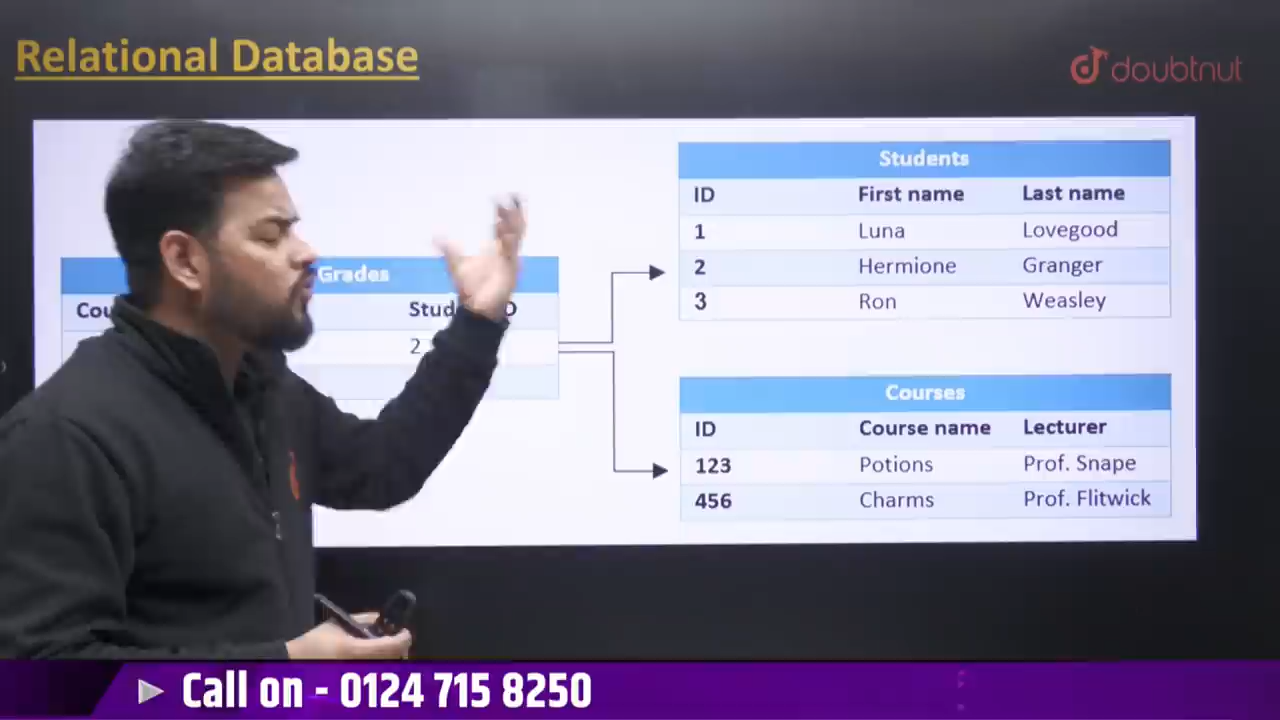 Relational Database
doubtnut
Students
ID First name Last name
1 Luna Lovegood
2 Hermione Granger
3 Ron Weasley
Grades
2
Courses
ID Course name Lecturer
123 Potions Prof. Snape
456 Charms Prof. Flitwick
Call on - 0124 715 8250